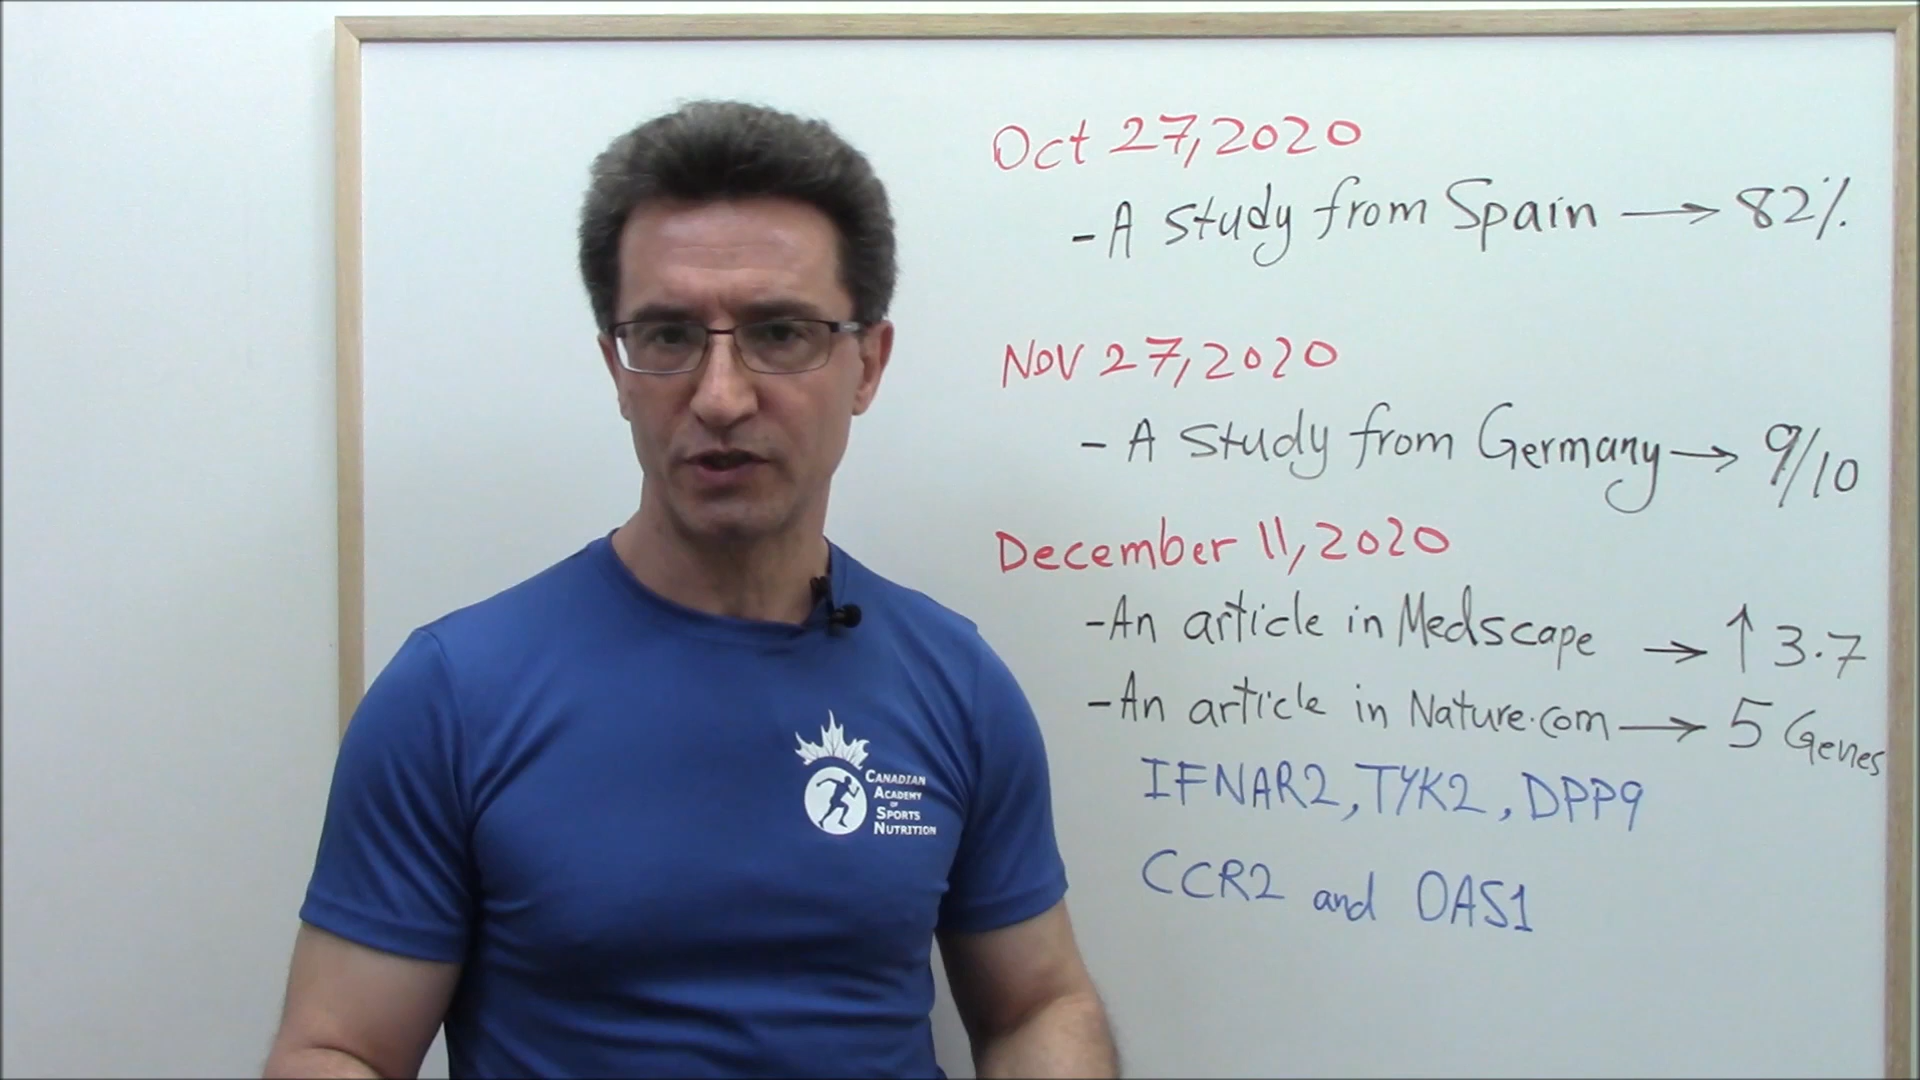 Oct 27, 2020
- A study from Spain → 82%
Nov 27, 2020
- A study from Germany → 9/10
December 11, 2020
- An article in Medscape → ↑ 3.7
- An article in Nature.com → 5 Genes
IFNAR2, TYK2, DPP9
CCR2 and OAS1
CANADIAN
ACADEMY
OF
SPORTS
NUTRITION